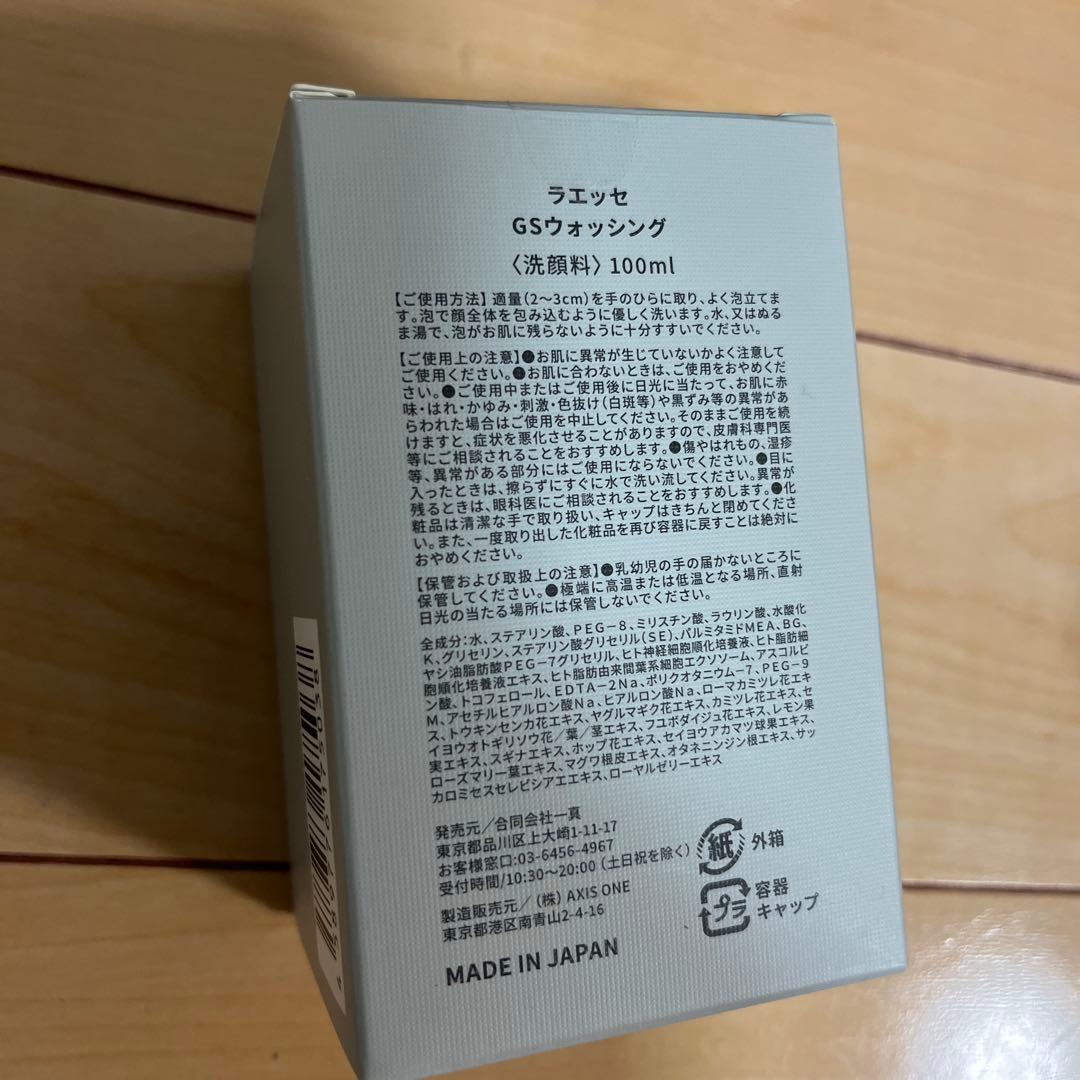 ラエッセ
GSウォッシング
〈洗顔料〉100ml
【ご使用方法】適量(2〜3cm)を手のひらに取り、よく泡立てま
す。泡で顔全体を包み込むように優しく洗います。水、又はぬる
ま湯で、泡がお肌に残らないように十分すすいでください。
【ご使用上の注意】●お肌に異常が生じていないかよく注意して
ご使用ください。●お肌に合わないときは、ご使用をおやめくだ
さい。●ご使用中またはご使用後に日光に当たって、お肌に赤
味・はれ・かゆみ・刺激・色抜け(白斑等)や黒ずみ等の異常があ
らわれた場合はご使用を中止してください。そのままご使用を続
けますと、症状を悪化させることがありますので、皮膚科専門医
等にご相談されることをおすすめします。●傷やはれもの、湿疹
等、異常がある部分にはご使用にならないでください。●目に
入ったときは、擦らずにすぐに水で洗い流してください。異常が
残るときは、眼科医にご相談されることをおすすめします。●化
粧品は清潔な手で取り扱い、キャップはきちんと閉めてくださ
い。また、一度取り出した化粧品を再び容器に戻すことは絶対に
おやめください。
【保管および取扱上の注意】●乳幼児の手の届かないところに
保管してください。●極端に高温または低温となる場所、直射
日光の当たる場所には保管しないでください。
全成分:水、ステアリン酸、PEG-8、ミリスチン酸、ラウリン酸、水酸化
K、グリセリン、ステアリン酸グリセリル(SE)、パルミタミドMEA、BG、
ヤシ油脂肪酸PEG-7グリセリル、ヒト神経細胞順化培養液、ヒト脂肪細
胞順化培養液エキス、ヒト脂肪由来間葉系細胞エクソソーム、アスコルビ
ン酸、トコフェロール、EDTA-2Na、ポリクオタニウム-7、PEG-9
M、アセチルヒアルロン酸Na、ヒアルロン酸Na、ローマカミツレ花エキ
ス、トウキンセンカ花エキス、ヤグルマギク花エキス、カミツレ花エキス、セ
イヨウオトギリソウ花/葉/茎エキス、フユボダイジュ花エキス、レモン果
実エキス、スギナエキス、ホップ花エキス、セイヨウアカマツ球果エキス、
ローズマリー葉エキス、マグワ根皮エキス、オタネニンジン根エキス、サッ
カロミセスセレビシアエエキス、ローヤルゼリーエキス
発売元/合同会社一真
東京都品川区上大崎1-11-17
お客様窓口:03-6456-4967
受付時間/10:30〜20:00(土日祝を除く)
製造販売元/(株)AXIS ONE
東京都港区南青山2-4-16
MADE IN JAPAN
紙 外箱
プラ 容器
キャップ